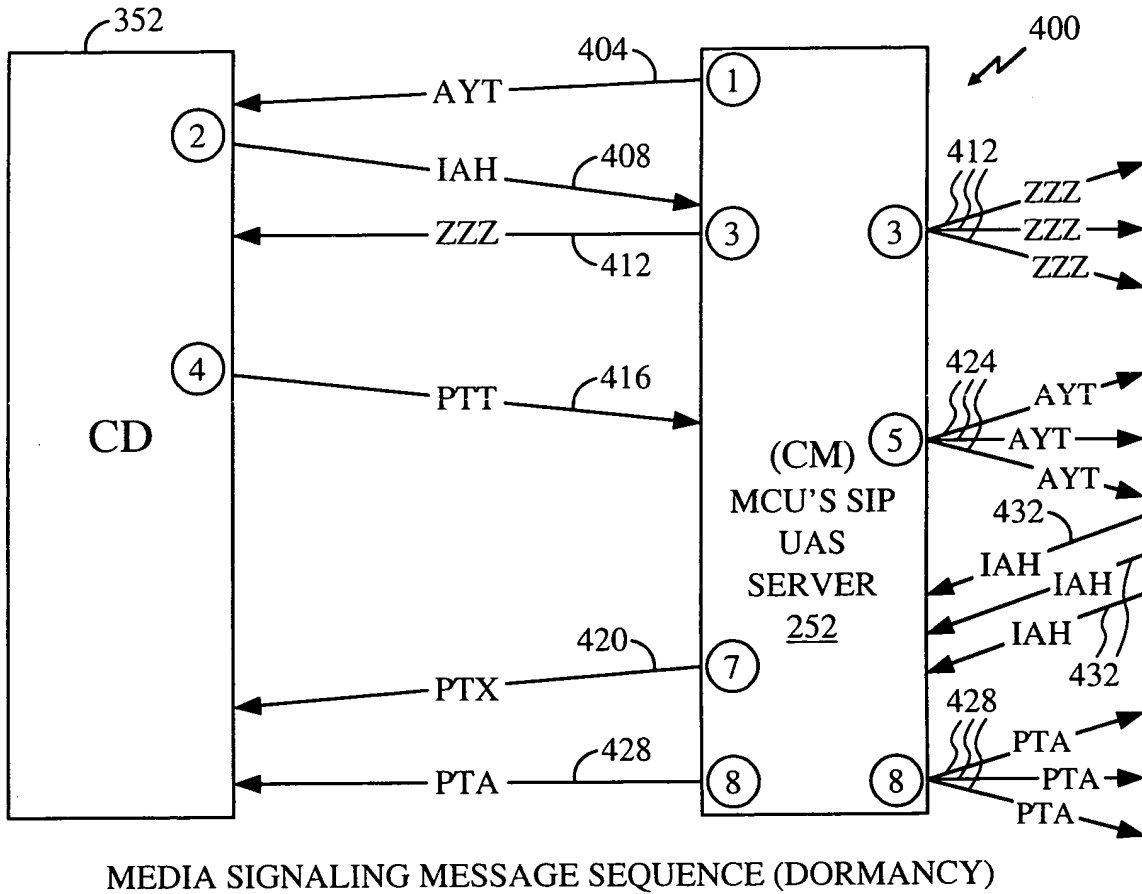 352
404
400
1
AYT
2
408
412
IAH
ZZZ
3
ZZZ
3
ZZZ
412
ZZZ
4
PTT
416
424
AYT
CD
5
AYT
(CM)
AYT
MCU'S SIP
UAS
SERVER
252
432
IAH
IAH
IAH
432
420
7
PTX
428
PTA
428
PTA
8
8
PTA
PTA
MEDIA SIGNALING MESSAGE SEQUENCE (DORMANCY)